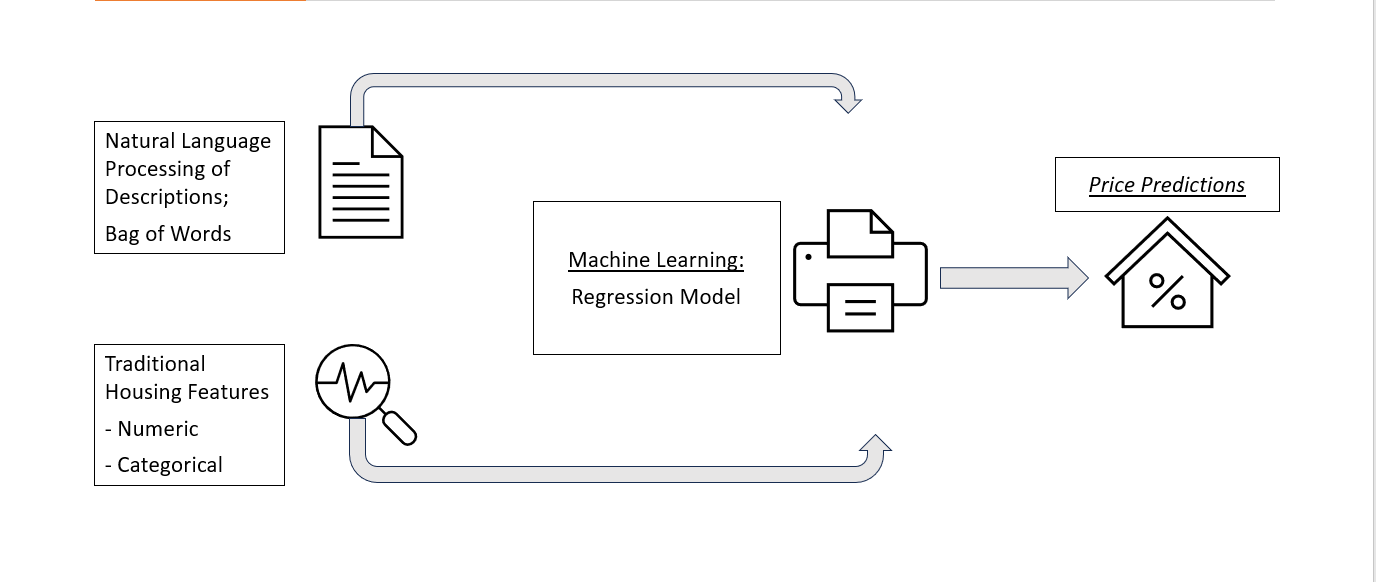 Natural Language
Processing of
Descriptions;
Bag of Words
Price Predictions
Machine Learning:
Regression Model
%
Traditional
Housing Features
- Numeric
- Categorical